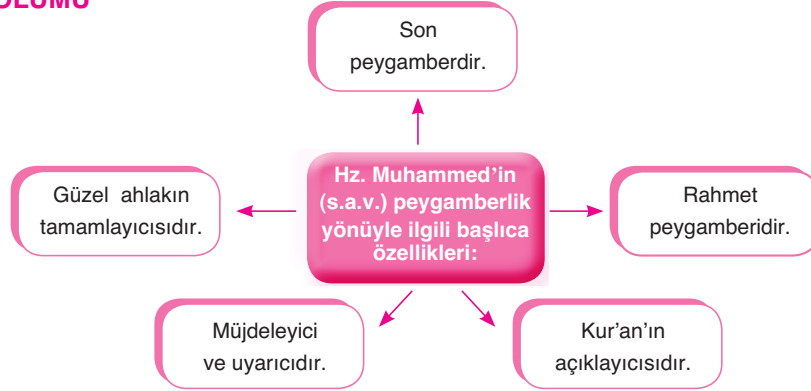 Son
peygamberdir.
Hz. Muhammed'in
(s.a.v.) peygamberlik
yönüyle ilgili başlıca
özellikleri:
Güzel ahlakın
tamamlayıcısıdır.
Rahmet
peygamberidir.
Müjdeleyici
ve uyarıcıdır.
Kur'an'ın
açıklayıcısıdır.